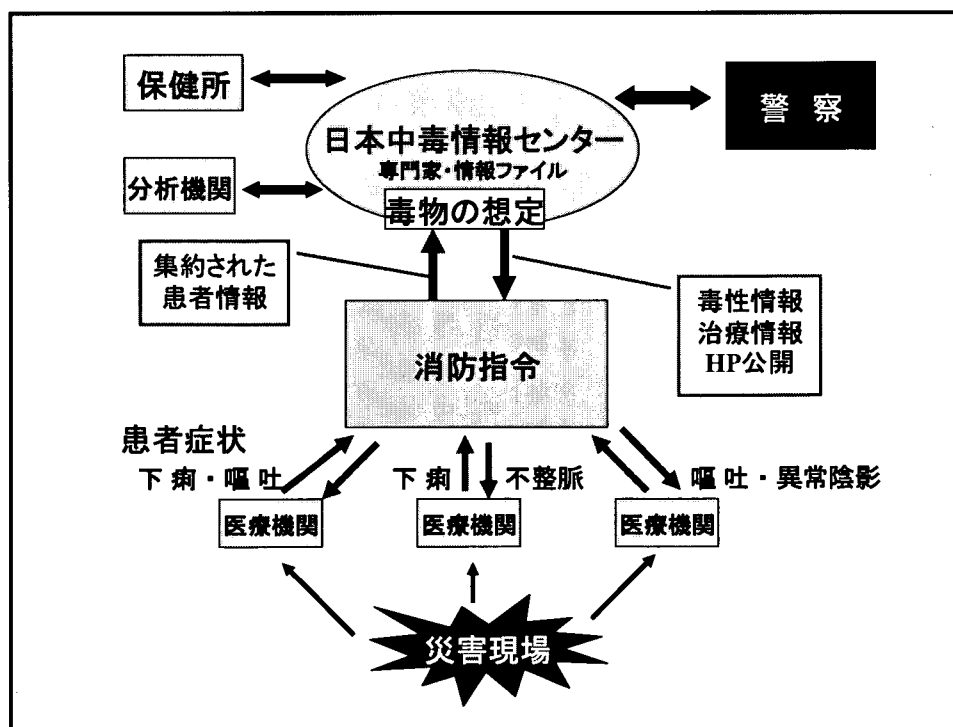 保健所
警 察
日本中毒情報センター
専門家・情報ファイル
分析機関
毒物の想定
集約された
患者情報
毒性情報
治療情報
HP公開
消防指令
患者症状
下 痢・嘔 吐
下 痢
不整脈
嘔 吐・異常陰影
医療機関
医療機関
医療機関
災害現場